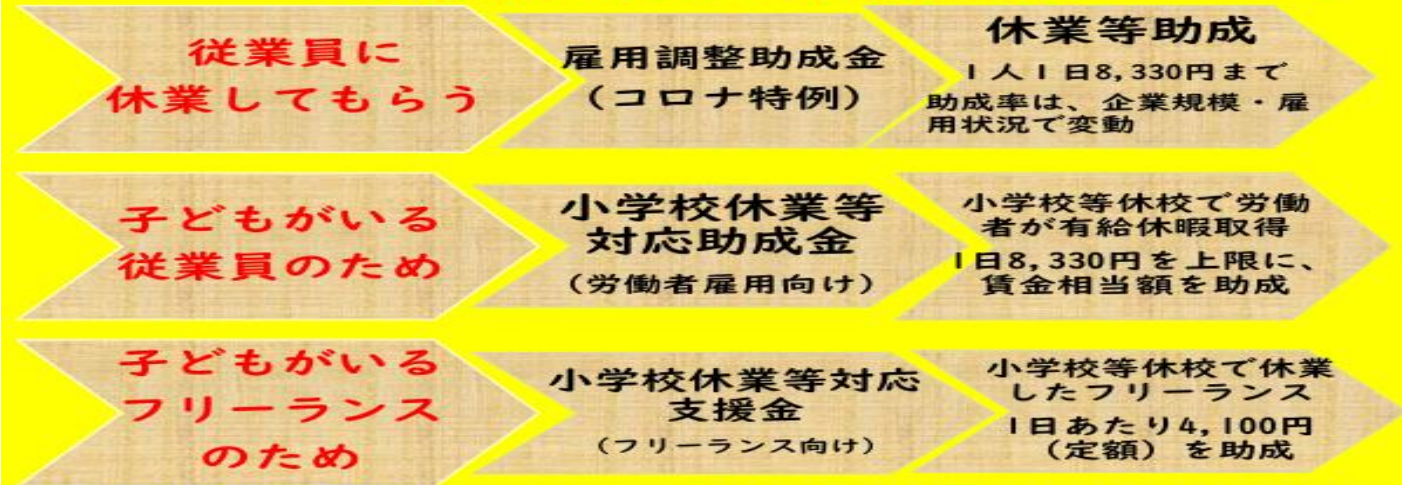 従業員に
休業してもらう
雇用調整助成金
(コロナ特例)
休業等助成
1人1日8,330円まで
助成率は、企業規模・雇
用状況で変動
子どもがいる
従業員のため
小学校休業等
対応助成金
(労働者雇用向け)
小学校等休校で労働
者が有給休暇取得
1日8,330円を上限に、
賃金相当額を助成
子どもがいる
フリーランス
のため
小学校休業等対応
支援金
(フリーランス向け)
小学校等休校で休業
したフリーランス
1日あたり4,100円
(定額)を助成